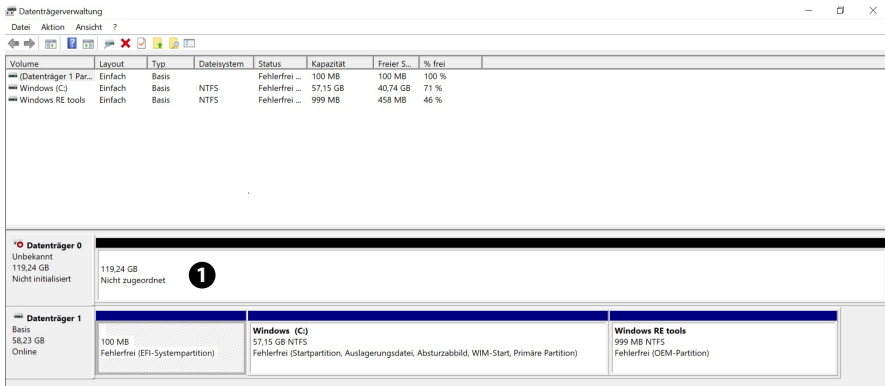 Datenträgerverwaltung
Datei Aktion Ansicht ?
Volume Layout Typ Dateisystem Status Kapazität Freier S... % frei
(Datenträger 1 Par... Einfach Basis Fehlerfrei ... 100 MB 100 MB 100 %
Windows (C:) Einfach Basis NTFS Fehlerfrei ... 57,15 GB 40,74 GB 71 %
Windows RE tools Einfach Basis NTFS Fehlerfrei ... 999 MB 458 MB 46 %
Datenträger 0
Unbekannt
119,24 GB
Nicht initialisiert
119,24 GB
Nicht zugeordnet
1
Datenträger 1
Basis
58,23 GB
Online
100 MB
Fehlerfrei (EFI-Systempartition)
Windows (C:)
57,15 GB NTFS
Fehlerfrei (Startpartition, Auslagerungsdatei, Absturzabbild, WIM-Start, Primäre Partition)
Windows RE tools
999 MB NTFS
Fehlerfrei (OEM-Partition)